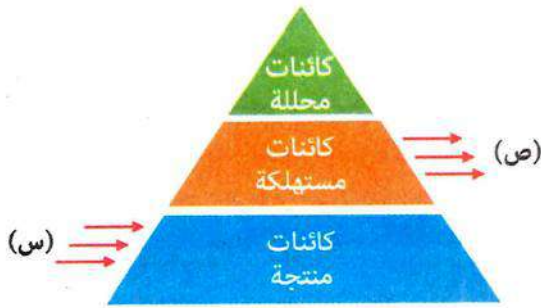 كائنات
محللة
كائنات
مستهلكة
(ص)
كائنات
منتجة
(س)